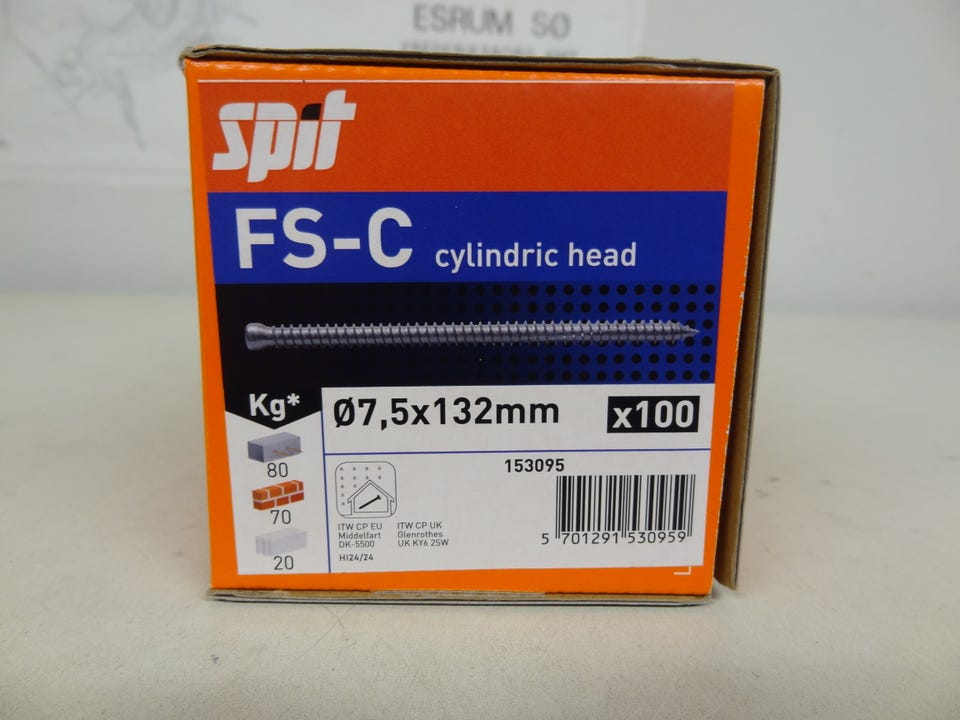 ESRUM SØ
spit
FS-C cylindric head
Kg*
Ø7,5x132mm
x100
80
70
20
153095
ITW CP EU
Middelfart
DK-5500
ITW CP UK
Glenrothes
UK KY6 2SW
HI24/24
5 701291 530959